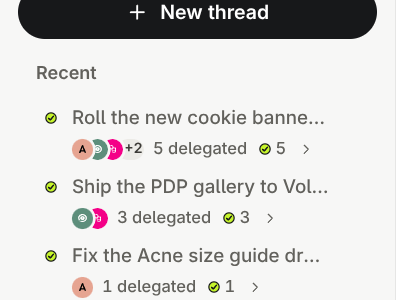 + New thread
Recent
Roll the new cookie banne...
A +2 5 delegated 5
Ship the PDP gallery to Vol...
3 delegated 3
Fix the Acne size guide dr...
A 1 delegated 1